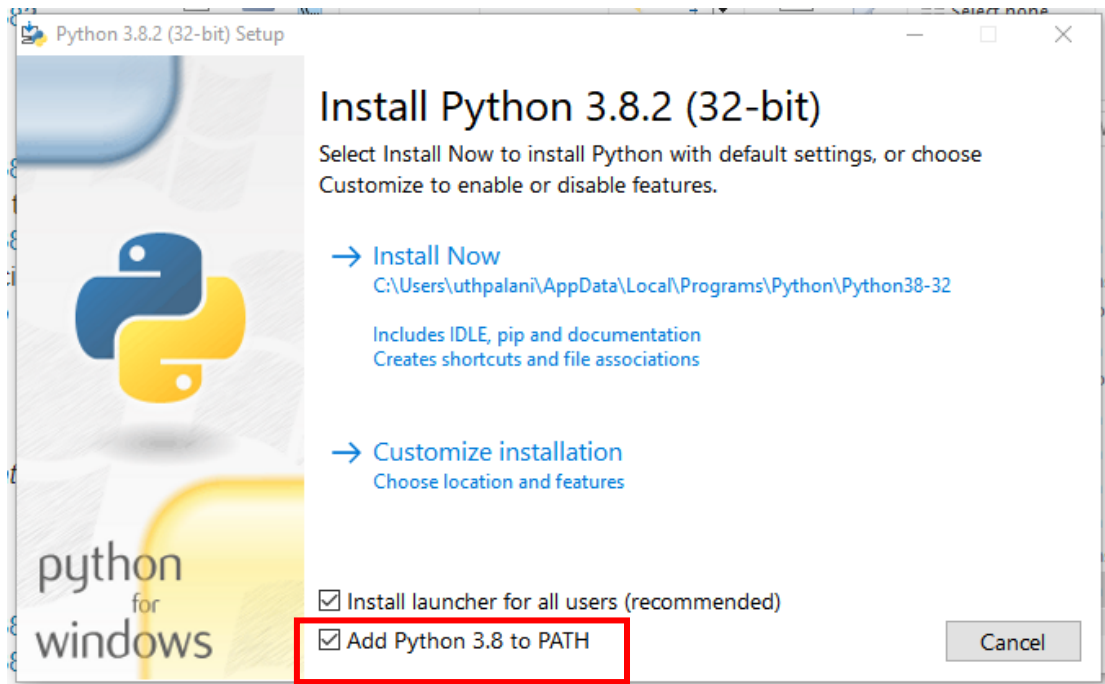 Select none
Python 3.8.2 (32-bit) Setup
Install Python 3.8.2 (32-bit)
Select Install Now to install Python with default settings, or choose
Customize to enable or disable features.
Install Now
C:\Users\uthpalani\AppData\Local\Programs\Python\Python38-32
Includes IDLE, pip and documentation
Creates shortcuts and file associations
Customize installation
Choose location and features
python
for
windows
Install launcher for all users (recommended)
Add Python 3.8 to PATH
Cancel